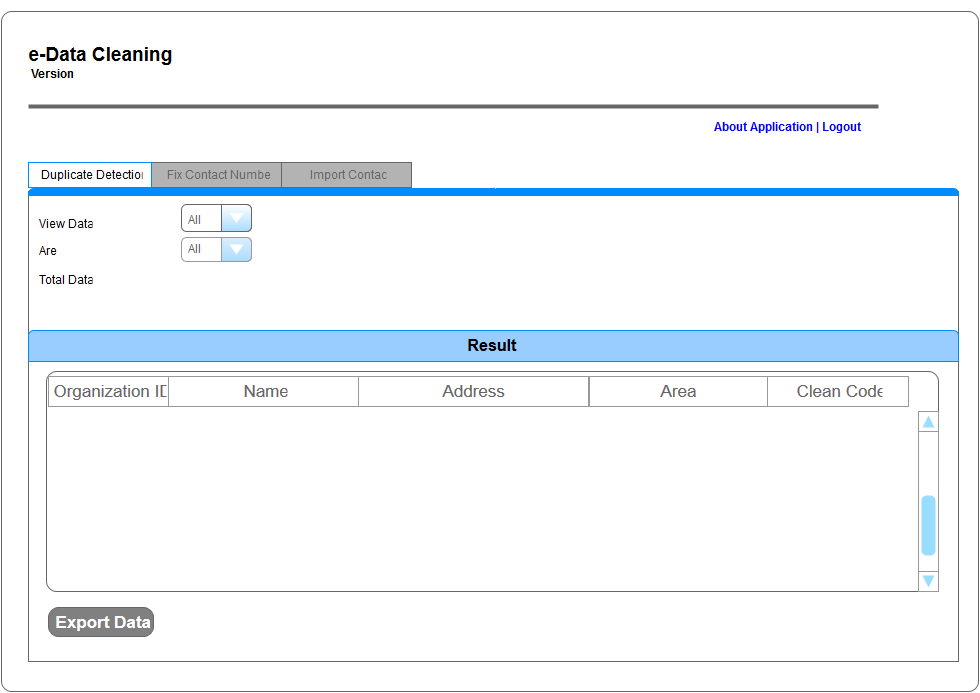 e-Data Cleaning
Version
About Application | Logout
Duplicate Detection Fix Contact Numbe Import Contac
View Data All
Are All
Total Data
Result
Organization ID Name Address Area Clean Code
Export Data